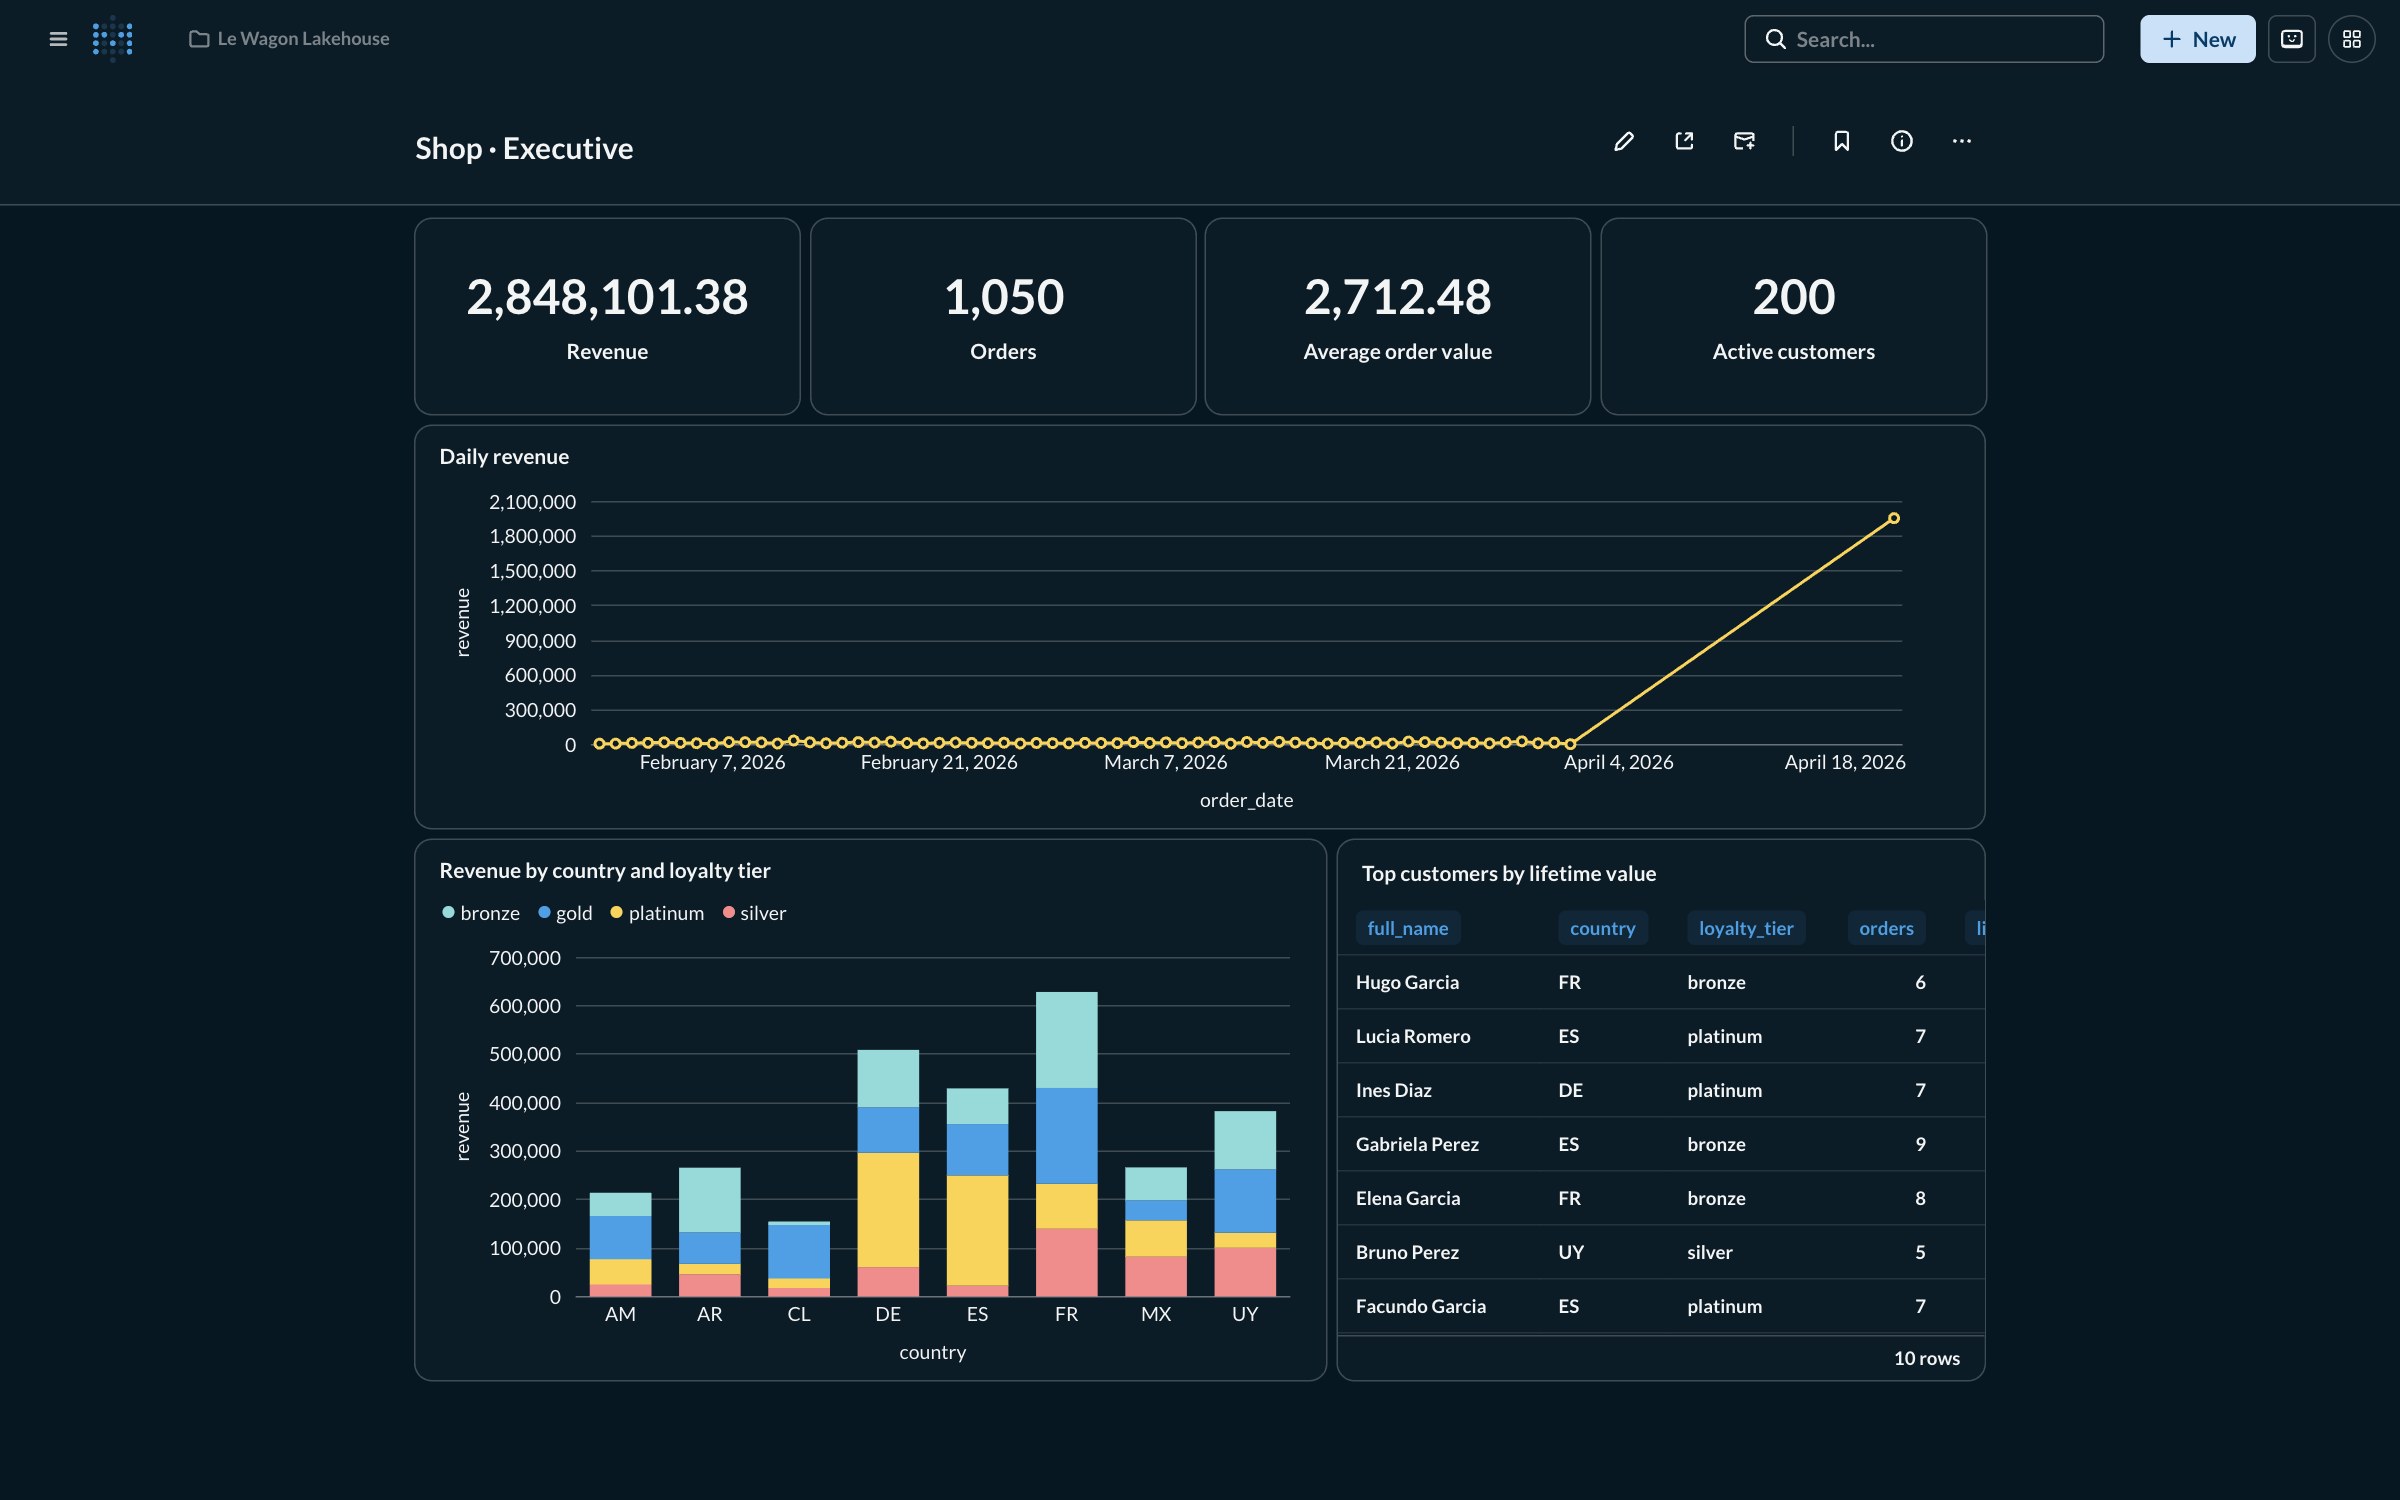 Le Wagon Lakehouse
Search...
New
Shop · Executive
2,848,101.38
Revenue
1,050
Orders
2,712.48
Average order value
200
Active customers
Daily revenue
2,100,000
1,800,000
1,500,000
1,200,000
900,000
600,000
300,000
0
revenue
February 7, 2026
February 21, 2026
March 7, 2026
March 21, 2026
April 4, 2026
April 18, 2026
order_date
Revenue by country and loyalty tier
bronze gold platinum silver
700,000
600,000
500,000
400,000
300,000
200,000
100,000
0
revenue
AM AR CL DE ES FR MX UY
country
Top customers by lifetime value
full_name country loyalty_tier orders li
Hugo Garcia FR bronze 6
Lucia Romero ES platinum 7
Ines Diaz DE platinum 7
Gabriela Perez ES bronze 9
Elena Garcia FR bronze 8
Bruno Perez UY silver 5
Facundo Garcia ES platinum 7
10 rows